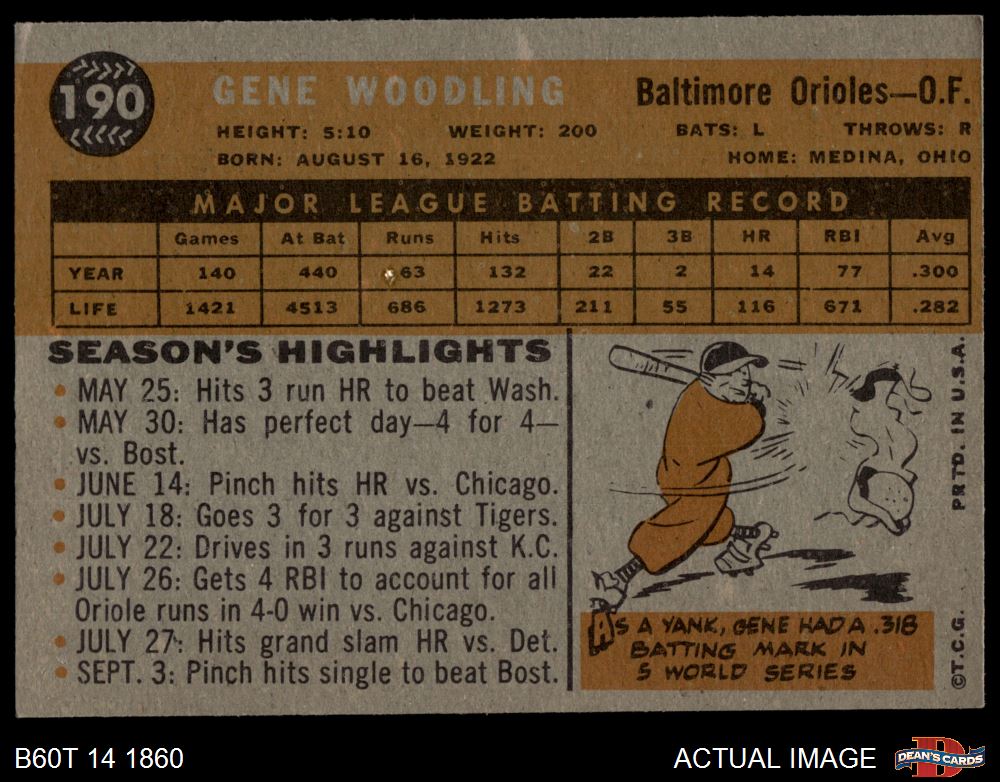 190
GENE WOODLING
Baltimore Orioles—O.F.
HEIGHT: 5:10 WEIGHT: 200 BATS: L THROWS: R
BORN: AUGUST 16, 1922 HOME: MEDINA, OHIO
MAJOR LEAGUE BATTING RECORD
Games At Bat Runs Hits 2B 3B HR RBI Avg
YEAR 140 440 63 132 22 2 14 77 .300
LIFE 1421 4513 686 1273 211 55 116 671 .282
SEASON'S HIGHLIGHTS
• MAY 25: Hits 3 run HR to beat Wash.
• MAY 30: Has perfect day—4 for 4—
vs. Bost.
• JUNE 14: Pinch hits HR vs. Chicago.
• JULY 18: Goes 3 for 3 against Tigers.
• JULY 22: Drives in 3 runs against K.C.
• JULY 26: Gets 4 RBI to account for all
Oriole runs in 4-0 win vs. Chicago.
• JULY 27: Hits grand slam HR vs. Det.
• SEPT. 3: Pinch hits single to beat Bost.
AS A YANK, GENE HAD A .318
BATTING MARK IN
5 WORLD SERIES
©T.C.G. PRTD. IN U.S.A.
B60T 14 1860
ACTUAL IMAGE
D
DEAN'S CARDS